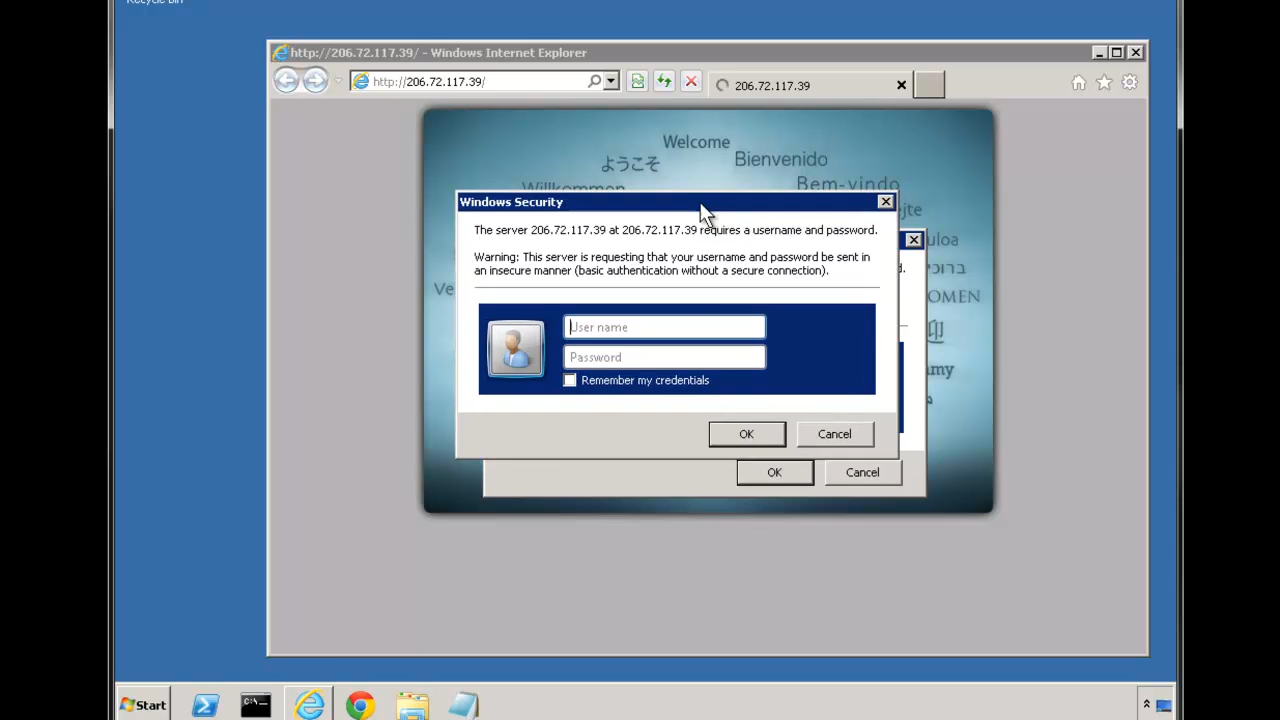 Recycle Bin
http://206.72.117.39/ - Windows Internet Explorer
http://206.72.117.39/
206.72.117.39
Welcome
ようこそ
Bienvenido
Willkommen
Bem-vindo
Windows Security
The server 206.72.117.39 at 206.72.117.39 requires a username and password.
Warning: This server is requesting that your username and password be sent in
an insecure manner (basic authentication without a secure connection).
User name
Password
Remember my credentials
OK
Cancel
OK
Cancel
Start